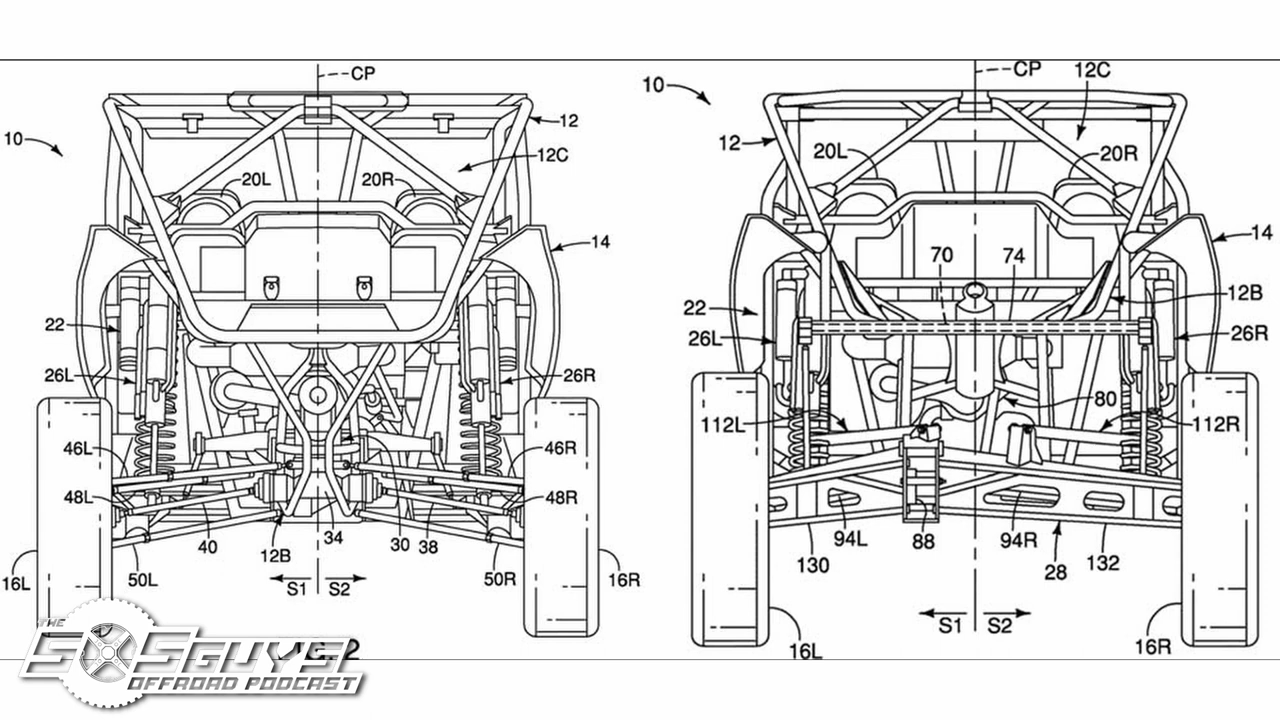 CP
10
12
12C
20L
20R
14
22
26L
26R
46L
46R
48L
48R
40
12B
34
30
38
50L
50R
16L
S1
S2
16R
CP
12C
10
12
20L
20R
14
70
74
12B
22
26L
26R
80
112L
112R
94L
88
94R
130
28
132
S1
S2
16L
16R
THE
SXS GUYS
OFFROAD PODCAST